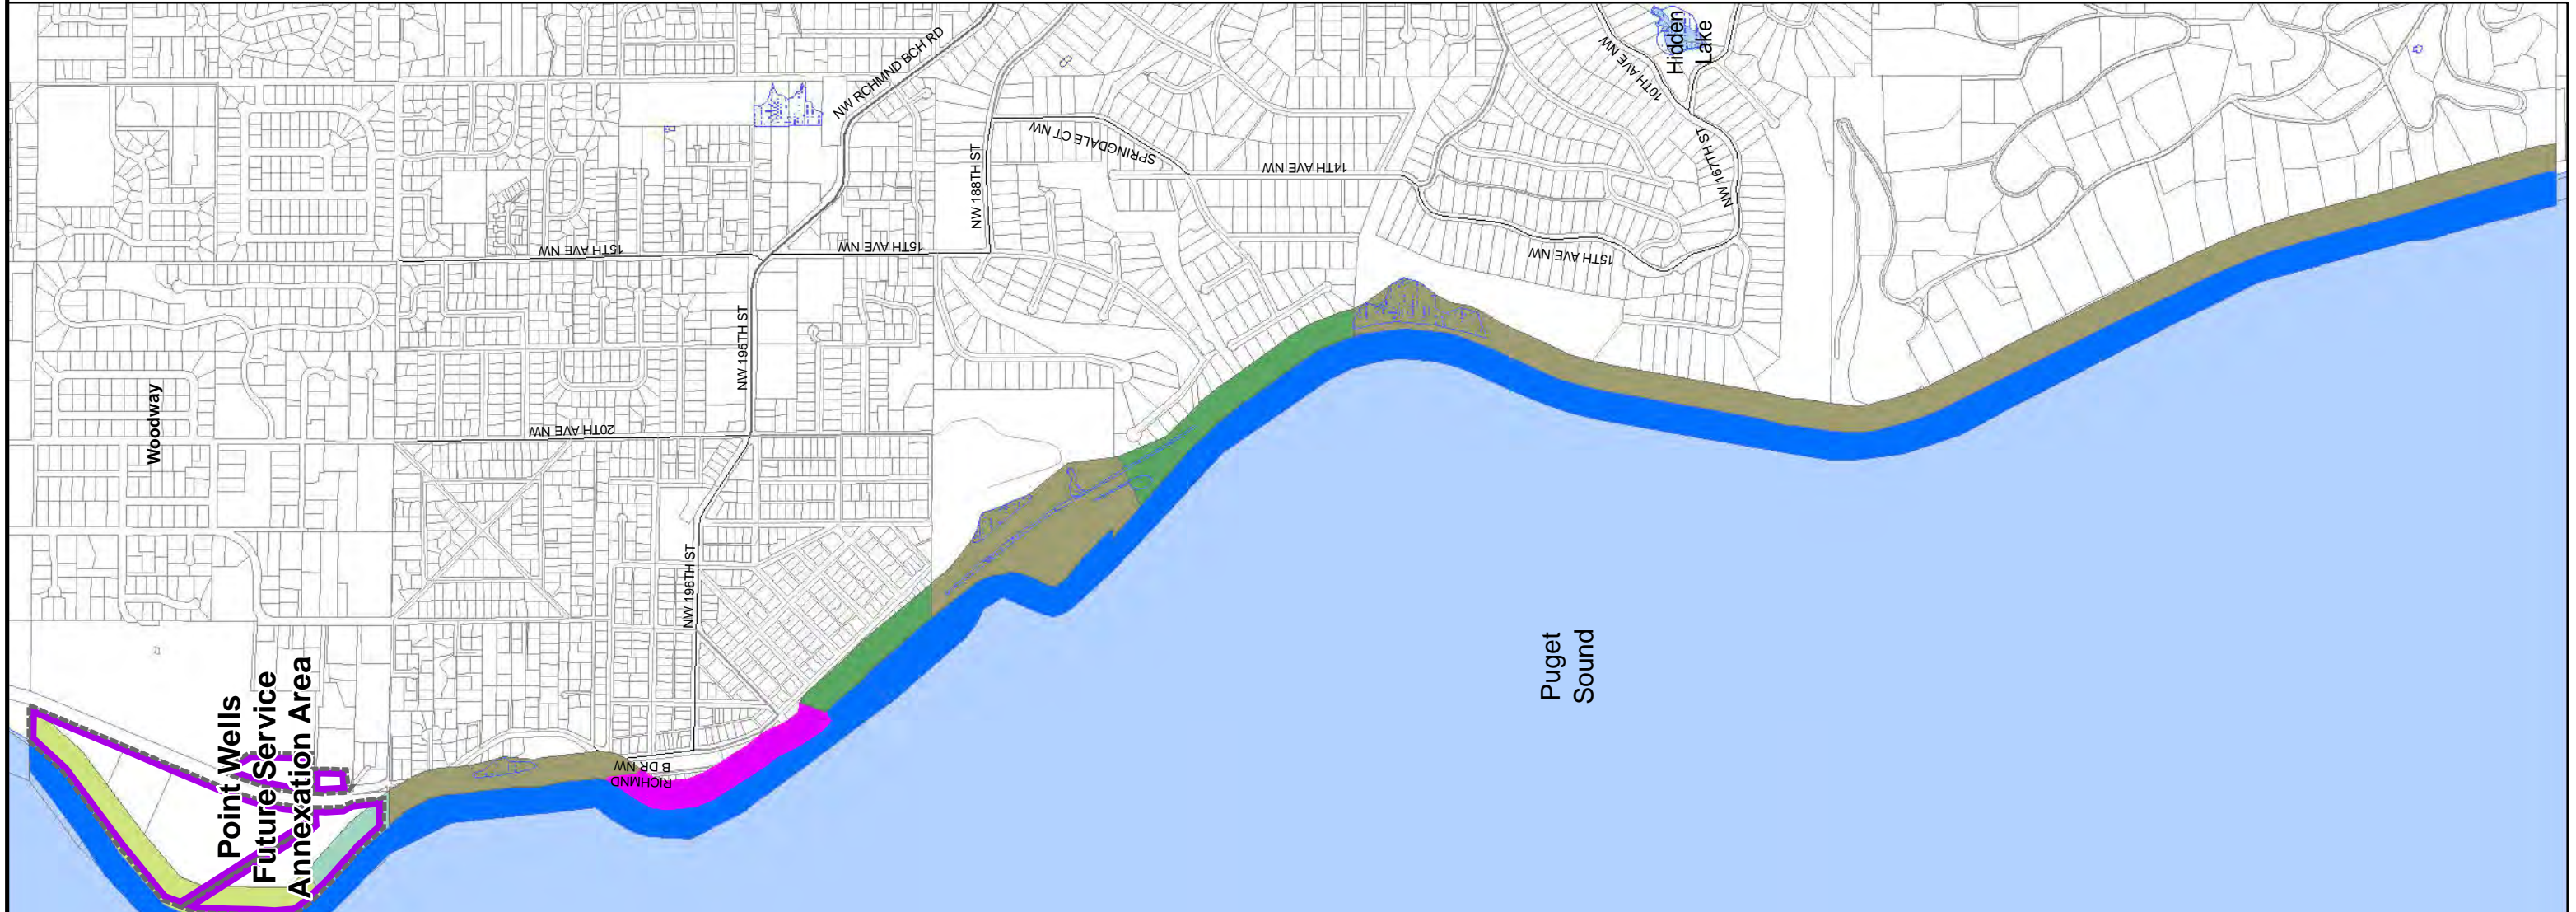 NW RCHMND BCH RD
Hidden
Lake
10TH AVE NW
NW 167TH ST
SPRINGDALE CT NW
NW 188TH ST
14TH AVE NW
15TH AVE NW
15TH AVE NW
15TH AVE NW
NW 195TH ST
Woodway
20TH AVE NW
NW 196TH ST
Point Wells
Future Service
Annexation Area
RICHMND
B DR NW
Puget
Sound